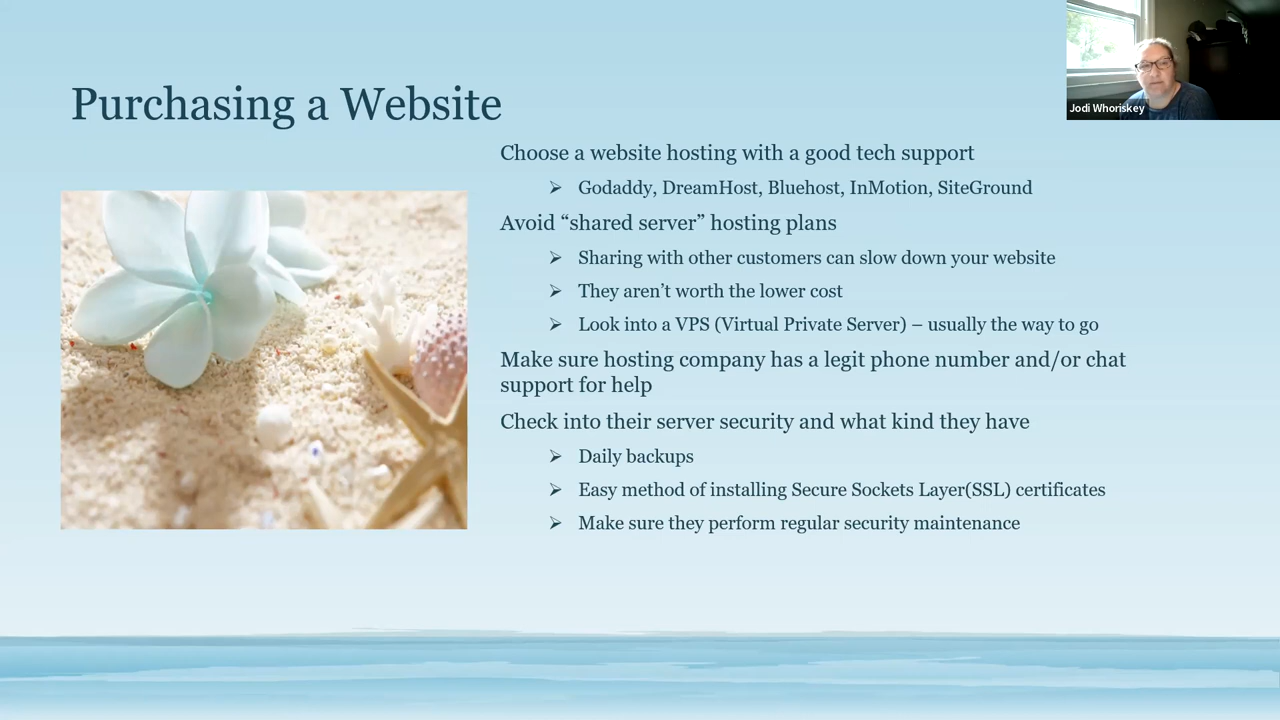 Purchasing a Website
Jodi Whoriskey
Choose a website hosting with a good tech support
➢ Godaddy, DreamHost, Bluehost, InMotion, SiteGround
Avoid “shared server” hosting plans
➢ Sharing with other customers can slow down your website
➢ They aren’t worth the lower cost
➢ Look into a VPS (Virtual Private Server) – usually the way to go
Make sure hosting company has a legit phone number and/or chat
support for help
Check into their server security and what kind they have
➢ Daily backups
➢ Easy method of installing Secure Sockets Layer(SSL) certificates
➢ Make sure they perform regular security maintenance